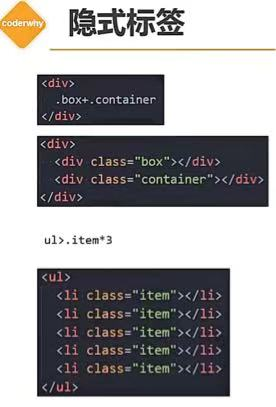 coderwhy
隐式标签
<div>
.box+.container
</div>
<div>
<div class="box"></div>
<div class="container"></div>
</div>
ul>.item*3
<ul>
<li class="item"></li>
<li class="item"></li>
<li class="item"></li>
<li class="item"></li>
<li class="item"></li>
</ul>